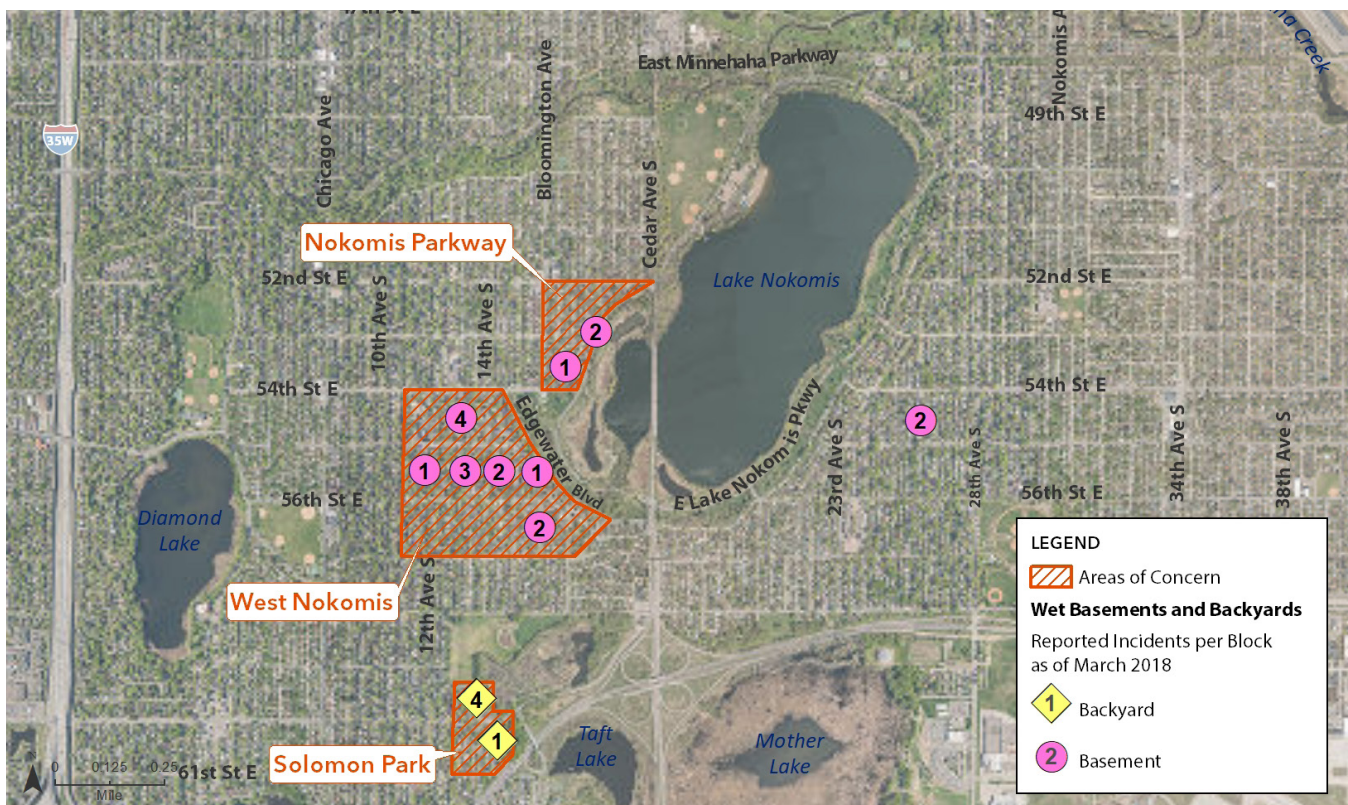 47th St E
East Minnehaha Parkway
Creek
35W
Chicago Ave
Bloomington Ave
Cedar Ave S
49th St E
Nokomis Parkway
52nd St E
Lake Nokomis
52nd St E
10th Ave S
14th Ave S
2
1
54th St E
54th St E
4
Edgewater Blvd
2
1
3
2
1
E Lake Nokomis Pkwy
23rd Ave S
28th Ave S
34th Ave S
38th Ave S
56th St E
56th St E
Diamond
Lake
2
West Nokomis
12th Ave S
4
1
Solomon Park
61st St E
Taft
Lake
Mother
Lake
N
0 0.125 0.25
Mile
LEGEND
Areas of Concern
Wet Basements and Backyards
Reported Incidents per Block
as of March 2018
1 Backyard
2 Basement